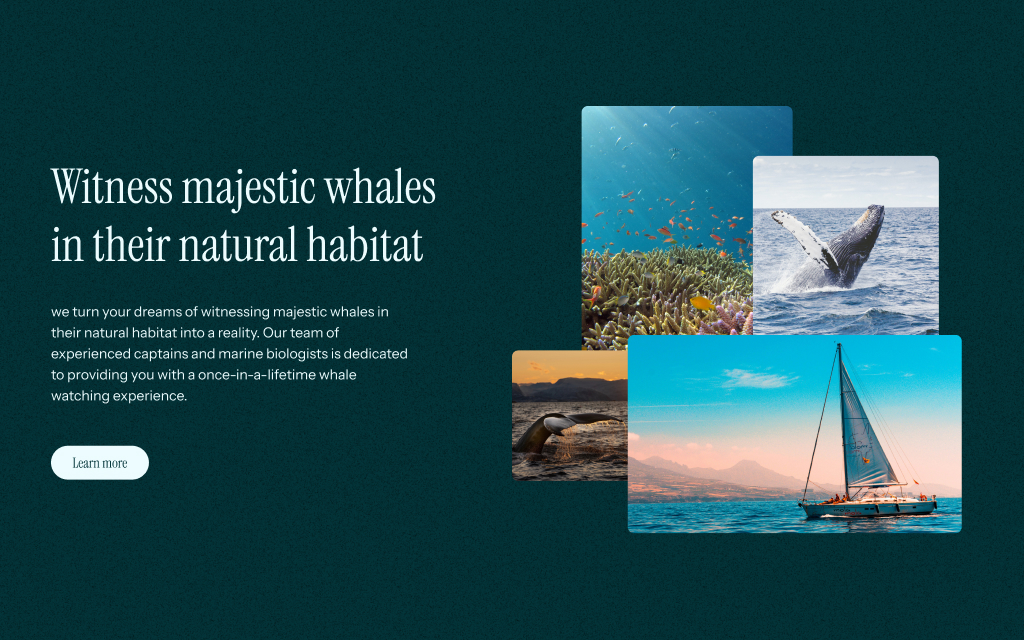 Witness majestic whales
in their natural habitat
we turn your dreams of witnessing majestic whales in
their natural habitat into a reality. Our team of
experienced captains and marine biologists is dedicated
to providing you with a once-in-a-lifetime whale
watching experience.
Learn more